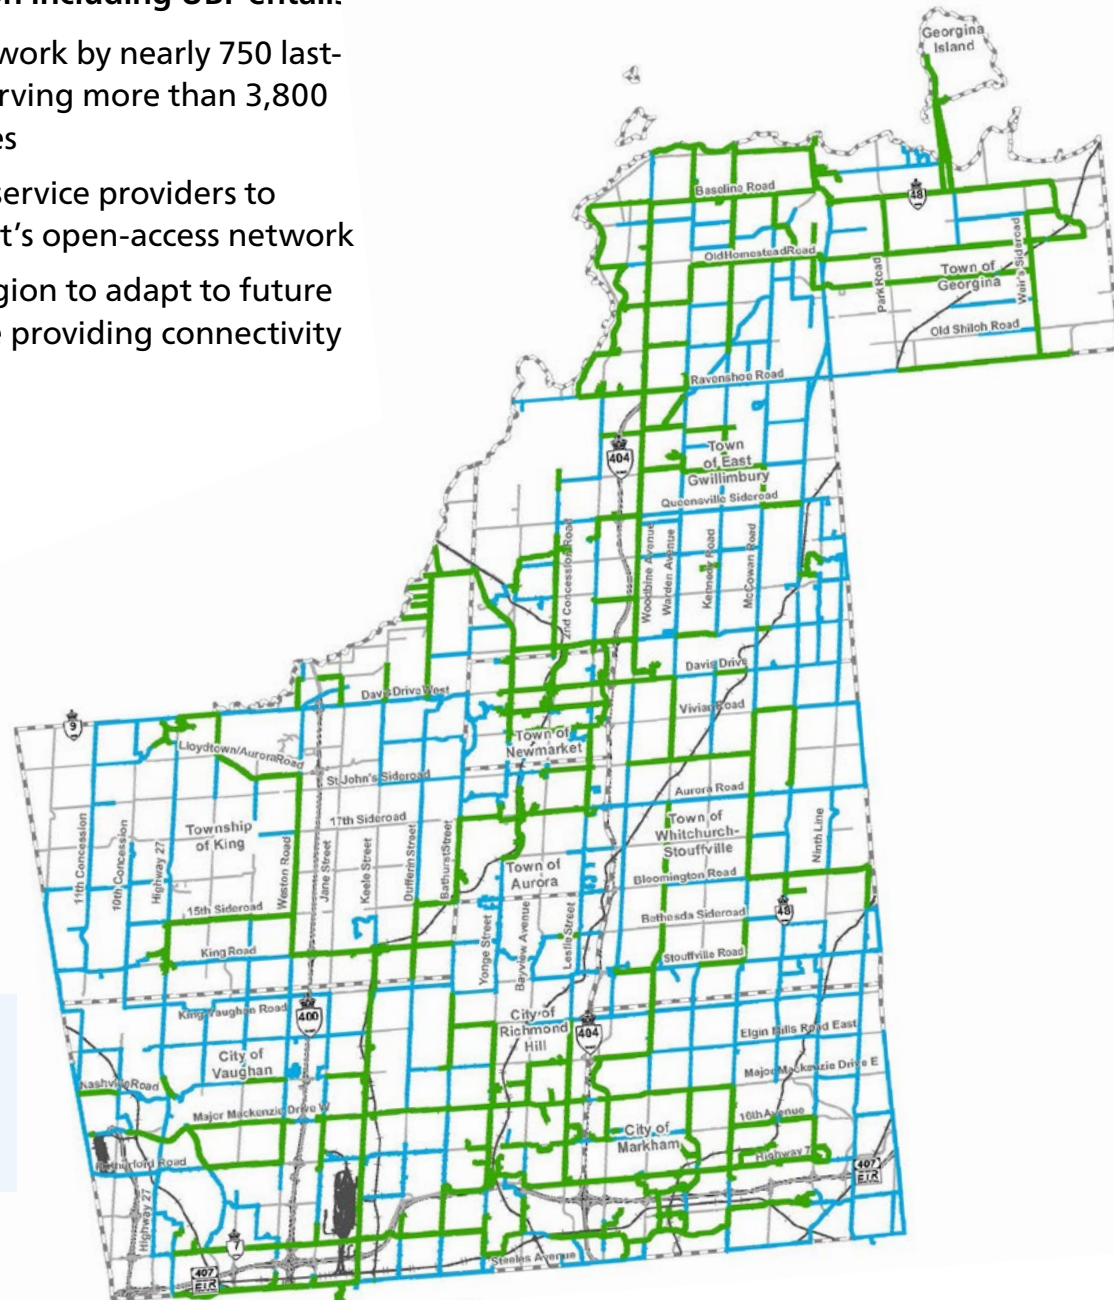 work by nearly 750 last-
rving more than 3,800
es
service providers to
t's open-access network
gion to adapt to future
e providing connectivity
Georgina
Island
Baseline Road
48
OldHomesteadRoad
Park Road
Town of
Georgina
Weir's Sideroad
Old Shiloh Road
Ravenshoe Road
404
Town
of East
Gwillimbury
Queensville Sideroad
2nd Concession Road
Woodbine Avenue
Warden Avenue
Kennedy Road
McCowan Road
Davis Drive
Davis Drive West
Vivian Road
9
Lloydtown/AuroraRoad
Town of
Newmarket
St John's Sideroad
Aurora Road
17th Sideroad
Township
of King
Town of
Whitchurch-
Stouffville
11th Concession
10th Concession
Highway 27
Weston Road
Jane Street
Keele Street
Dufferin Street
Bathurst Street
Ninth Line
Town of
Aurora
Bloomington Road
15th Sideroad
Bethesda Sideroad
48
King Road
Yonge Street
Bayview Avenue
Leslie Street
Stouffville Road
King Vaughan Road
400
City of
Richmond
Hill
404
Elgin Mills Road East
City of
Vaughan
Major Mackenzie Drive E
Nashville Road
Major Mackenzie Drive W
16th Avenue
City of
Markham
Rutherford Road
Highway 7
407
ETR
Highway 27
7
Steeles Avenue
407
ETR